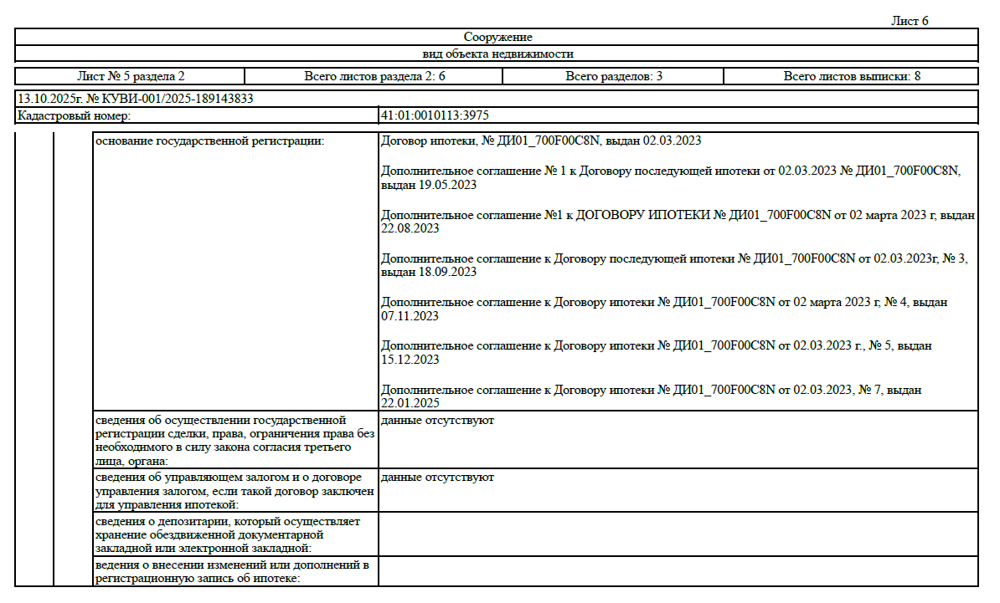 Лист 6
Сооружение
вид объекта недвижимости
Лист № 5 раздела 2
Всего листов раздела 2: 6
Всего разделов: 3
Всего листов выписки: 8
13.10.2025г. № КУВИ-001/2025-189143833
Кадастровый номер:
41:01:0010113:3975
основание государственной регистрации:
Договор ипотеки, № ДИ01_700F00C8N, выдан 02.03.2023
Дополнительное соглашение № 1 к Договору последующей ипотеки от 02.03.2023 № ДИ01_700F00C8N,
выдан 19.05.2023
Дополнительное соглашение №1 к ДОГОВОРУ ИПОТЕКИ № ДИ01_700F00C8N от 02 марта 2023 г, выдан
22.08.2023
Дополнительное соглашение к Договору последующей ипотеки № ДИ01_700F00C8N от 02.03.2023г, № 3,
выдан 18.09.2023
Дополнительное соглашение к Договору ипотеки № ДИ01_700F00C8N от 02 марта 2023 г, № 4, выдан
07.11.2023
Дополнительное соглашение к Договору ипотеки № ДИ01_700F00C8N от 02.03.2023 г., № 5, выдан
15.12.2023
Дополнительное соглашение к Договору ипотеки № ДИ01_700F00C8N от 02.03.2023, № 7, выдан
22.01.2025
сведения об осуществлении государственной
регистрации сделки, права, ограничения права без
необходимого в силу закона согласия третьего
лица, органа:
данные отсутствуют
сведения об управляющем залогом и о договоре
управления залогом, если такой договор заключен
для управления ипотекой:
данные отсутствуют
сведения о депозитарии, который осуществляет
хранение обездвиженной документарной
закладной или электронной закладной:
ведения о внесении изменений или дополнений в
регистрационную запись об ипотеке: